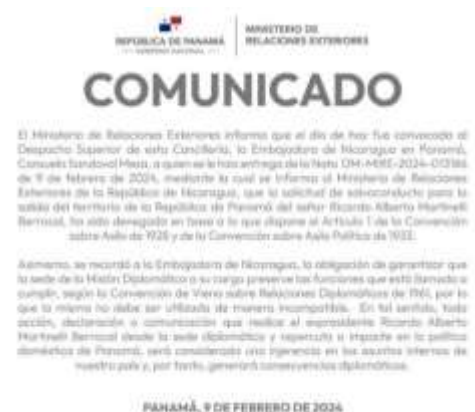 REPÚBLICA DE PANAMÁ
— GOBIERNO NACIONAL —
MINISTERIO DE
RELACIONES EXTERIORES
COMUNICADO
El Ministerio de Relaciones Exteriores informa que el día de hoy fue convocada al
Despacho Superior de esta Cancillería, la Embajadora de Nicaragua en Panamá,
Consuelo Sandoval Meza, a quien se le hizo entrega de la Nota DM-MIRE-2024-
de 9 de febrero de 2024, mediante la cual se informa al Ministerio de Relaciones
Exteriores de la República de Nicaragua, que la solicitud de salvoconducto para la
salida del territorio de la República de Panamá del señor Ricardo Alberto Martinelli
Berrocal, ha sido denegada en base a lo que dispone el Artículo 1 de la Convención
sobre Asilo de 1928 y de la Convención sobre Asilo Político de 1933.
Asimismo, se recordó a la Embajadora de Nicaragua, la obligación de garantizar que
la sede de la Misión Diplomática a su cargo preserve las funciones que está llamada a
cumplir, según la Convención de Viena sobre Relaciones Diplomáticas de 1961, por lo
que la misma no debe ser utilizada de manera incompatible. En tal sentido, toda
acción, declaración o comunicación que realice el expresidente Ricardo Alberto
Martinelli Berrocal desde la sede diplomática y repercuta o impacte en la política
doméstica de Panamá, será considerada una injerencia en los asuntos internos de
nuestro país y, por tanto, generará consecuencias diplomáticas.
PANAMÁ, 9 DE FEBRERO DE 2024